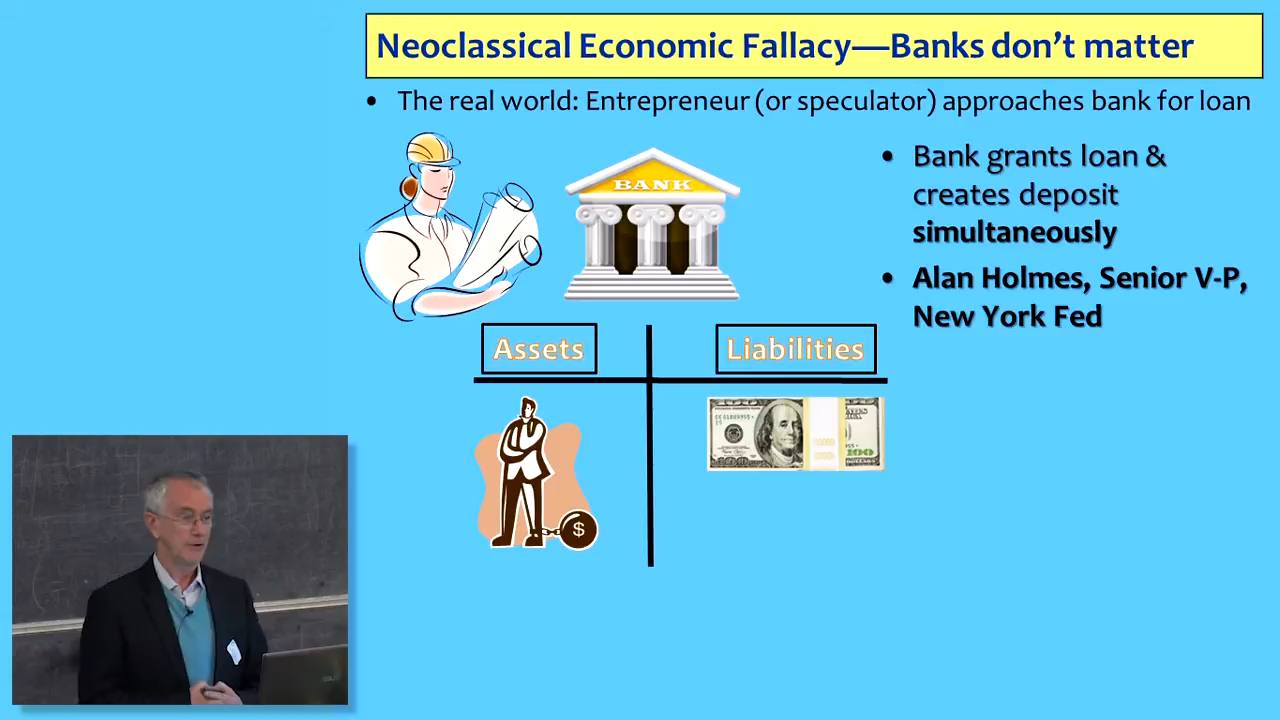 Neoclassical Economic Fallacy—Banks don’t matter
• The real world: Entrepreneur (or speculator) approaches bank for loan
BANK
• Bank grants loan &
creates deposit
simultaneously
• Alan Holmes, Senior V-P,
New York Fed
Assets
Liabilities
100
$